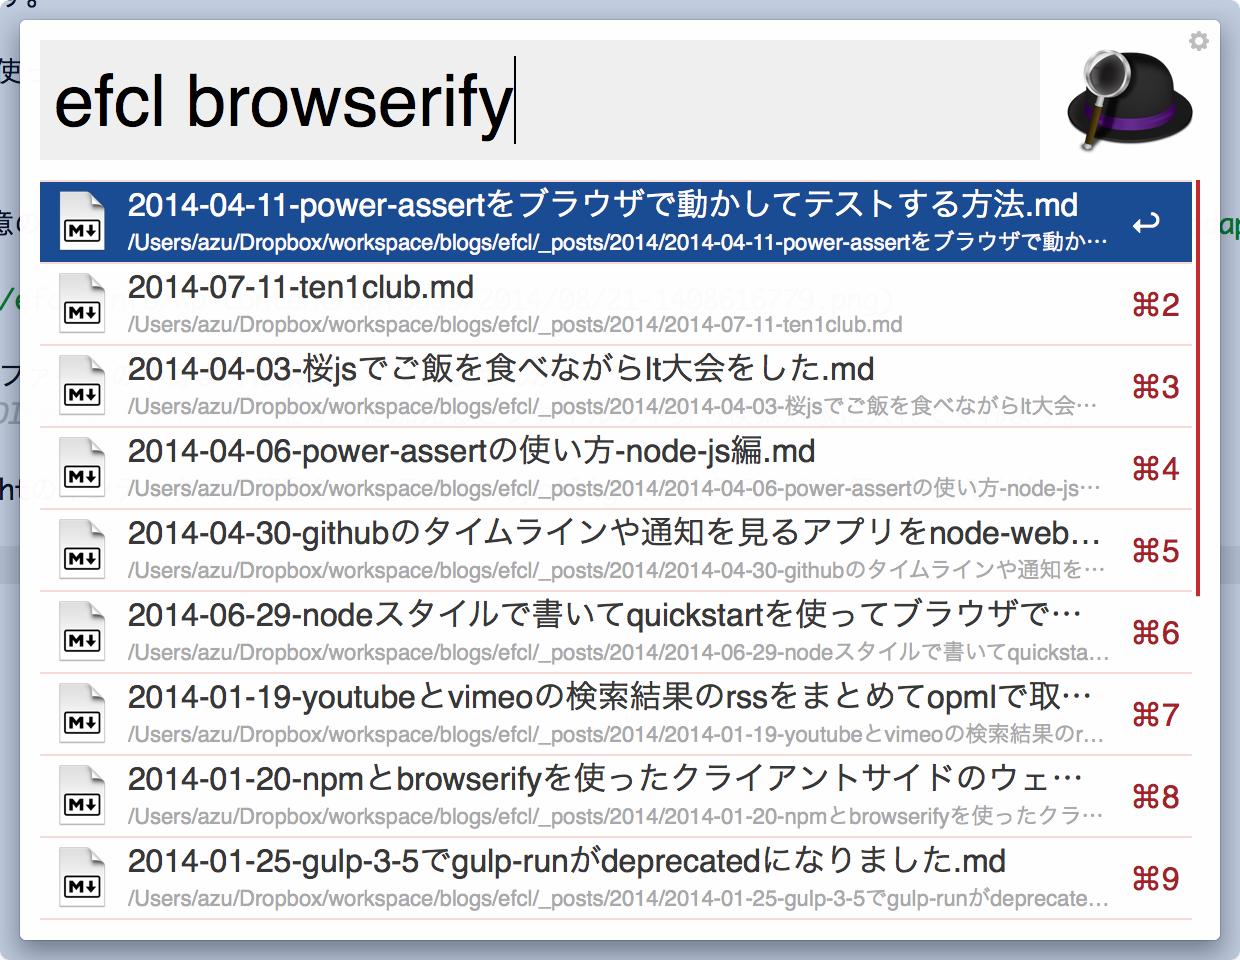 efcl browserify
2014-04-11-power-assertをブラウザで動かしてテストする方法.md
/Users/azu/Dropbox/workspace/blogs/efcl/_posts/2014/2014-04-11-power-assertをブラウザで動か…
2014-07-11-ten1club.md
/Users/azu/Dropbox/workspace/blogs/efcl/_posts/2014/2014-07-11-ten1club.md
⌘2
2014-04-03-桜jsでご飯を食べながらlt大会をした.md
/Users/azu/Dropbox/workspace/blogs/efcl/_posts/2014/2014-04-03-桜jsでご飯を食べながらlt大会…
⌘3
2014-04-06-power-assertの使い方-node-js編.md
/Users/azu/Dropbox/workspace/blogs/efcl/_posts/2014/2014-04-06-power-assertの使い方-node-js…
⌘4
2014-04-30-githubのタイムラインや通知を見るアプリをnode-web…
/Users/azu/Dropbox/workspace/blogs/efcl/_posts/2014/2014-04-30-githubのタイムラインや通知を…
⌘5
2014-06-29-nodeスタイルで書いてquickstartを使ってブラウザで…
/Users/azu/Dropbox/workspace/blogs/efcl/_posts/2014/2014-06-29-nodeスタイルで書いてquicksta…
⌘6
2014-01-19-youtubeとvimeoの検索結果のrssをまとめてopmlで取…
/Users/azu/Dropbox/workspace/blogs/efcl/_posts/2014/2014-01-19-youtubeとvimeoの検索結果のr…
⌘7
2014-01-20-npmとbrowserifyを使ったクライアントサイドのウェ…
/Users/azu/Dropbox/workspace/blogs/efcl/_posts/2014/2014-01-20-npmとbrowserifyを使ったクラ…
⌘8
2014-01-25-gulp-3-5でgulp-runがdeprecatedになりました.md
/Users/azu/Dropbox/workspace/blogs/efcl/_posts/2014/2014-01-25-gulp-3-5でgulp-runがdeprecate…
⌘9